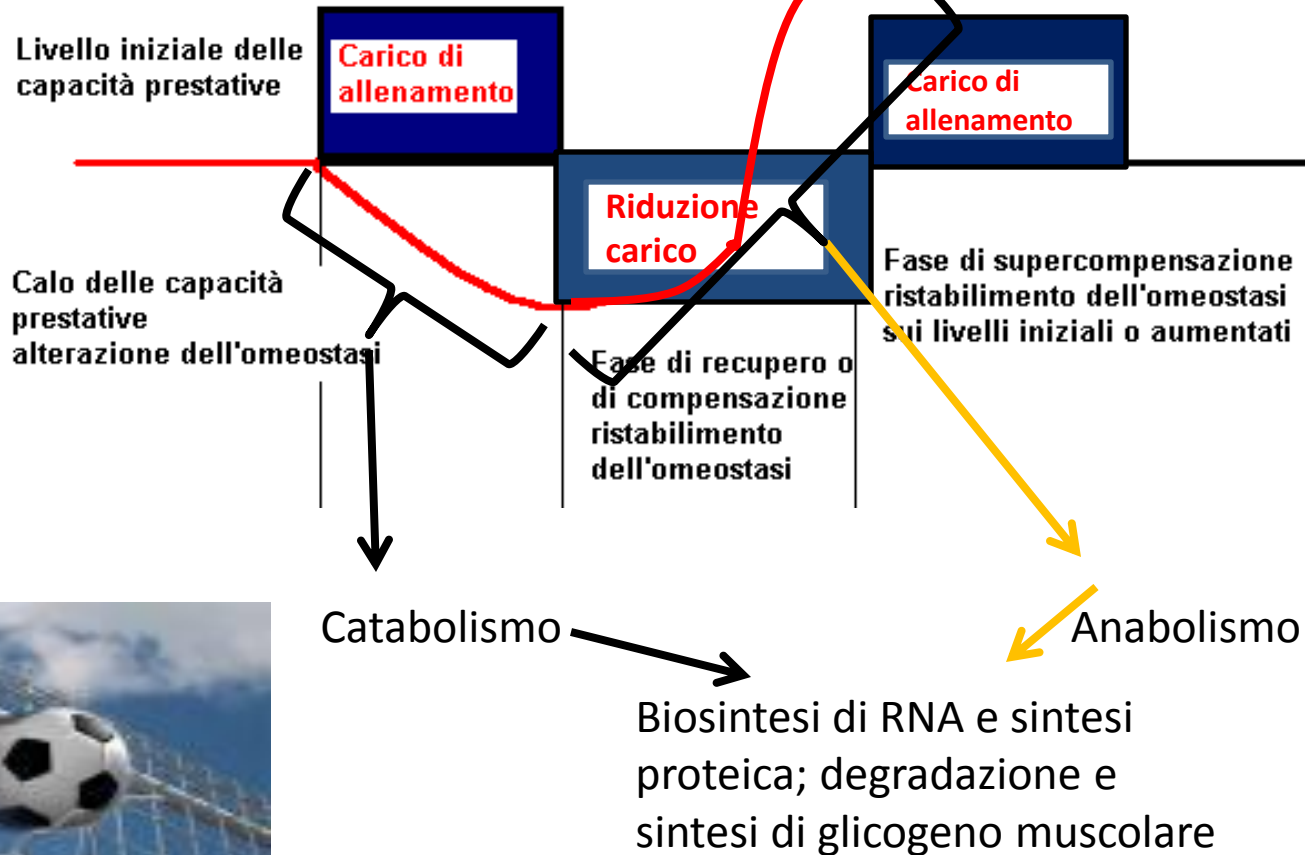 Livello iniziale delle
capacità prestative
Carico di
allenamento
Carico di
allenamento
Riduzione
carico
Calo delle capacità
prestative
alterazione dell'omeostasi
Fase di recupero o
di compensazione
ristabilimento
dell'omeostasi
Fase di supercompensazione
ristabilimento dell'omeostasi
sui livelli iniziali o aumentati
Catabolismo
Anabolismo
Biosintesi di RNA e sintesi
proteica; degradazione e
sintesi di glicogeno muscolare